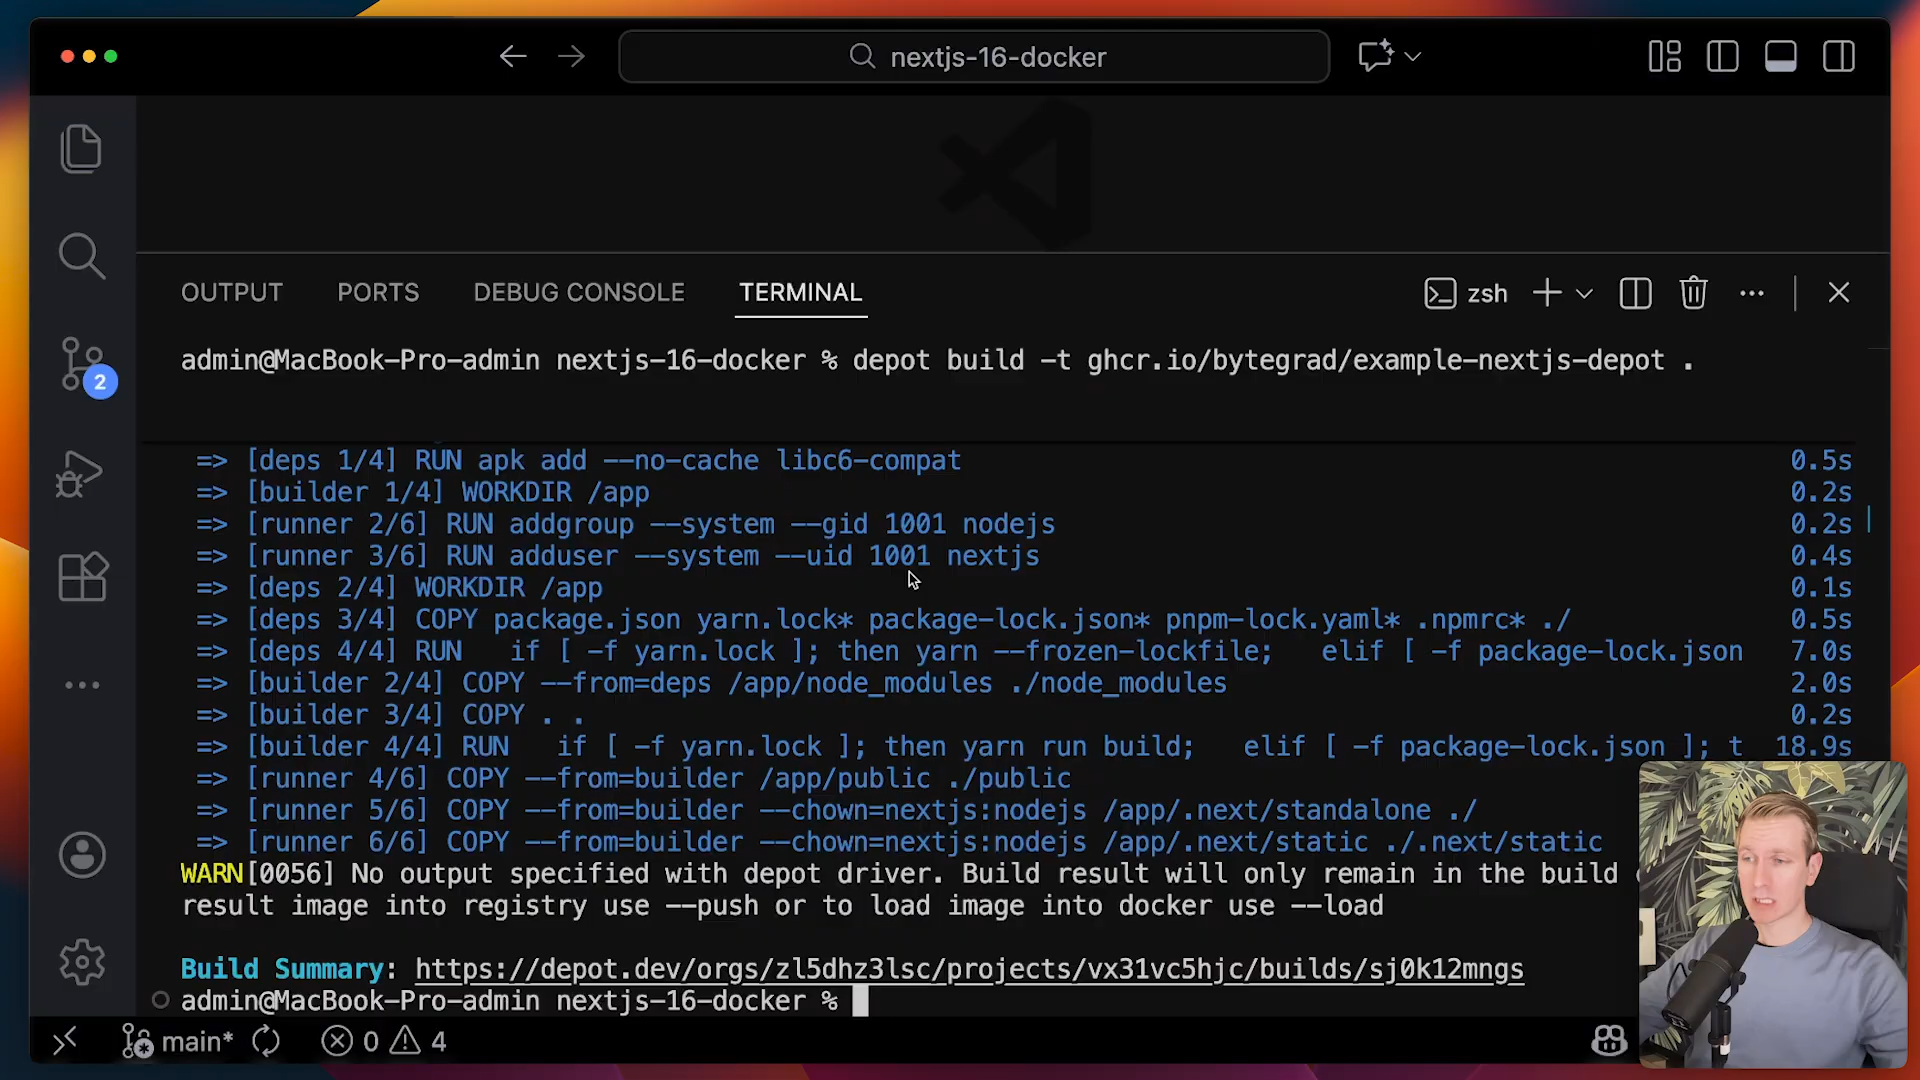 nextjs-16-docker
OUTPUT PORTS DEBUG CONSOLE TERMINAL zsh
admin@MacBook-Pro-admin nextjs-16-docker % depot build -t ghcr.io/bytegrad/example-nextjs-depot .
=> [deps 1/4] RUN apk add --no-cache libc6-compat 0.5s
=> [builder 1/4] WORKDIR /app 0.2s
=> [runner 2/6] RUN addgroup --system --gid 1001 nodejs 0.2s
=> [runner 3/6] RUN adduser --system --uid 1001 nextjs 0.4s
=> [deps 2/4] WORKDIR /app 0.1s
=> [deps 3/4] COPY package.json yarn.lock* package-lock.json* pnpm-lock.yaml* .npmrc* ./ 0.5s
=> [deps 4/4] RUN if [ -f yarn.lock ]; then yarn --frozen-lockfile; elif [ -f package-lock.json 7.0s
=> [builder 2/4] COPY --from=deps /app/node_modules ./node_modules 2.0s
=> [builder 3/4] COPY . . 0.2s
=> [builder 4/4] RUN if [ -f yarn.lock ]; then yarn run build; elif [ -f package-lock.json ]; t 18.9s
=> [runner 4/6] COPY --from=builder /app/public ./public
=> [runner 5/6] COPY --from=builder --chown=nextjs:nodejs /app/.next/standalone ./
=> [runner 6/6] COPY --from=builder --chown=nextjs:nodejs /app/.next/static ./.next/static
WARN[0056] No output specified with depot driver. Build result will only remain in the build
result image into registry use --push or to load image into docker use --load
Build Summary: https://depot.dev/orgs/zl5dhz3lsc/projects/vx31vc5hjc/builds/sj0k12mngs
admin@MacBook-Pro-admin nextjs-16-docker %
2
main* 0 4